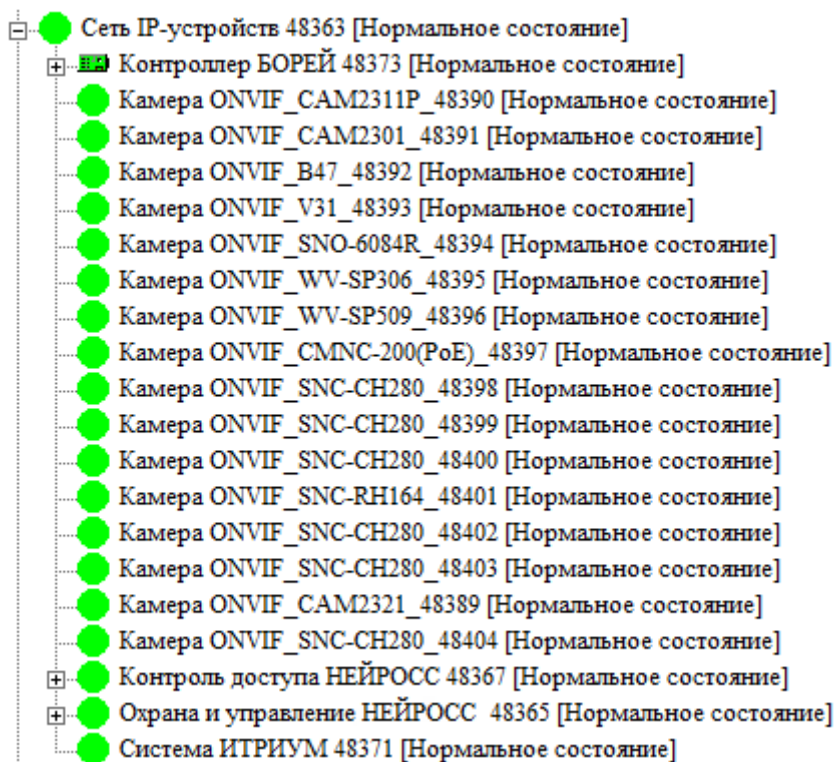 Сеть IP-устройств 48363 [Нормальное состояние]
Контроллер БОРЕЙ 48373 [Нормальное состояние]
Камера ONVIF_CAM2311P_48390 [Нормальное состояние]
Камера ONVIF_CAM2301_48391 [Нормальное состояние]
Камера ONVIF_B47_48392 [Нормальное состояние]
Камера ONVIF_V31_48393 [Нормальное состояние]
Камера ONVIF_SNO-6084R_48394 [Нормальное состояние]
Камера ONVIF_WV-SP306_48395 [Нормальное состояние]
Камера ONVIF_WV-SP509_48396 [Нормальное состояние]
Камера ONVIF_CMNC-200(PoE)_48397 [Нормальное состояние]
Камера ONVIF_SNC-CH280_48398 [Нормальное состояние]
Камера ONVIF_SNC-CH280_48399 [Нормальное состояние]
Камера ONVIF_SNC-CH280_48400 [Нормальное состояние]
Камера ONVIF_SNC-RH164_48401 [Нормальное состояние]
Камера ONVIF_SNC-CH280_48402 [Нормальное состояние]
Камера ONVIF_SNC-CH280_48403 [Нормальное состояние]
Камера ONVIF_CAM2321_48389 [Нормальное состояние]
Камера ONVIF_SNC-CH280_48404 [Нормальное состояние]
Контроль доступа НЕЙРОСС 48367 [Нормальное состояние]
Охрана и управление НЕЙРОСС 48365 [Нормальное состояние]
Система ИТРИУМ 48371 [Нормальное состояние]